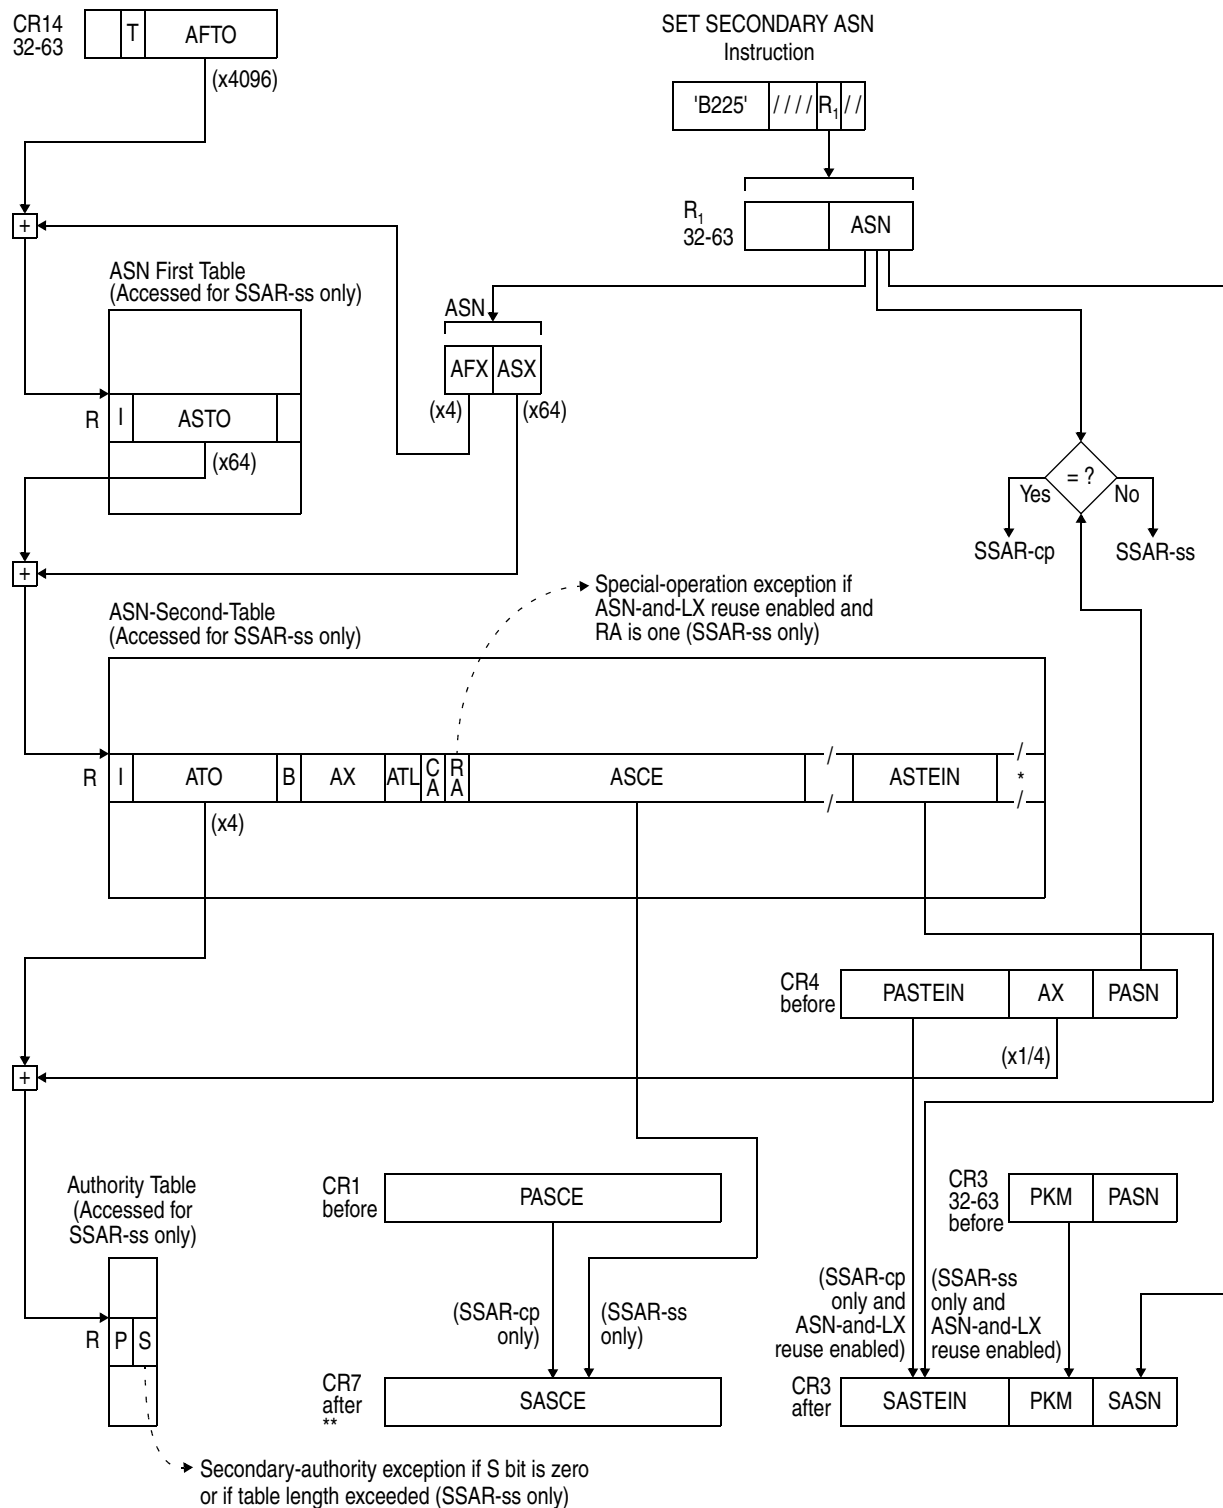 CR14
32-63
T
AFTO
(x4096)
SET SECONDARY ASN
Instruction
'B225'
////
R1
//
R1
32-63
ASN
+
ASN First Table
(Accessed for SSAR-ss only)
ASN
AFX
ASX
(x4)
(x64)
R
I
ASTO
(x64)
= ?
Yes
No
SSAR-cp
SSAR-ss
+
ASN-Second-Table
(Accessed for SSAR-ss only)
Special-operation exception if
ASN-and-LX reuse enabled and
RA is one (SSAR-ss only)
R
I
ATO
B
AX
ATL
CA
RA
ASCE
/
/
ASTEIN
/
*
/
(x4)
CR4
before
PASTEIN
AX
PASN
(x1/4)
+
Authority Table
(Accessed for
SSAR-ss only)
CR1
before
PASCE
CR3
32-63
before
PKM
PASN
(SSAR-cp
only)
(SSAR-ss
only)
(SSAR-cp
only and
ASN-and-LX
reuse enabled)
(SSAR-ss
only and
ASN-and-LX
reuse enabled)
R
P
S
CR7
after
**
SASCE
CR3
after
SASTEIN
PKM
SASN
Secondary-authority exception if S bit is zero
or if table length exceeded (SSAR-ss only)